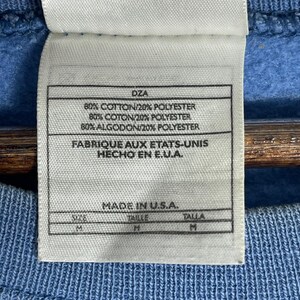 DZA
80% COTTON/20% POLYESTER
80% COTON/20% POLYESTER
80% ALGODON/20% POLYESTER
FABRIQUE AUX ETATS-UNIS
HECHO EN E.U.A.
MADE IN U.S.A.
SIZE TAILLE TALLA
M M M